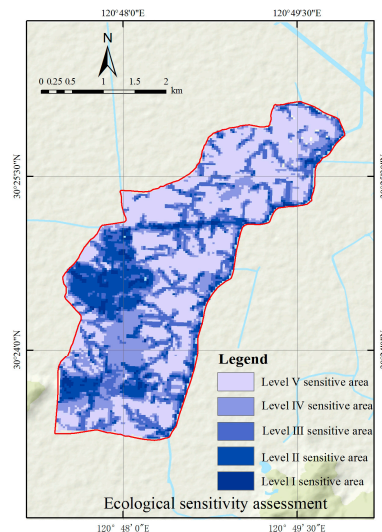 120°48'0"E 120°49'30"E
N
0 0.25 0.5 1 1.5 2
km
30°25'30"N
30°24'0"N
Legend
Level V sensitive area
Level IV sensitive area
Level III sensitive area
Level II sensitive area
Level I sensitive area
Ecological sensitivity assessment
120° 48' 0"E 120° 49' 30"E